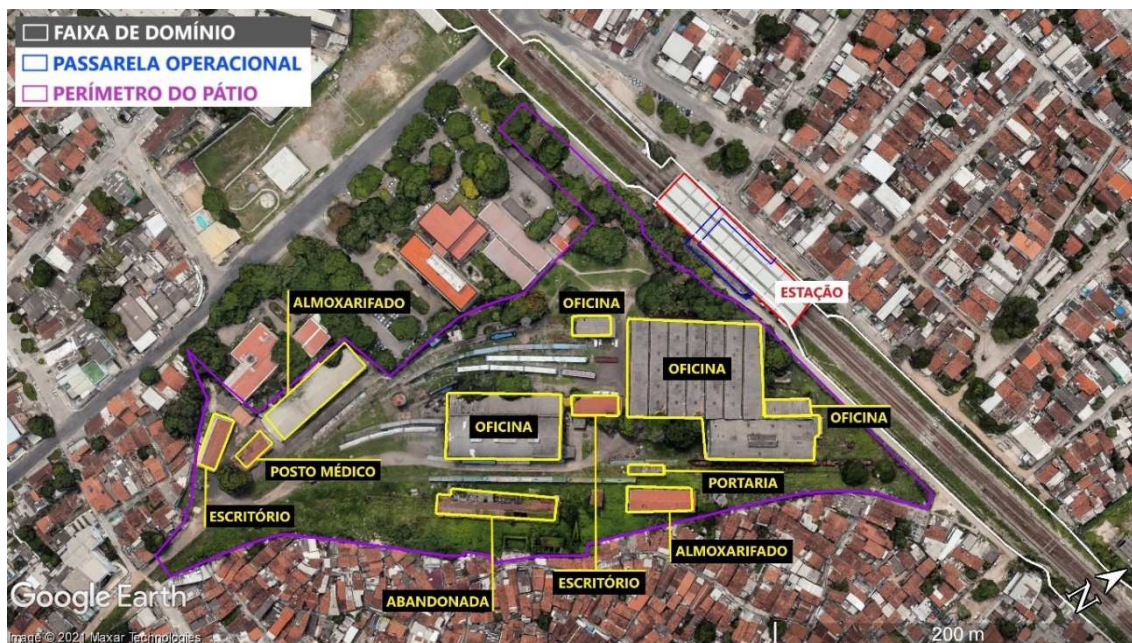 FAIXA DE DOMÍNIO
PASSARELA OPERACIONAL
PERÍMETRO DO PÁTIO
ESTAÇÃO
ALMOXARIFADO
OFICINA
OFICINA
OFICINA
OFICINA
POSTO MÉDICO
PORTARIA
ESCRITÓRIO
ALMOXARIFADO
ESCRITÓRIO
ABANDONADA
Google Earth
Image © 2021 Maxar Technologies
200 m
N